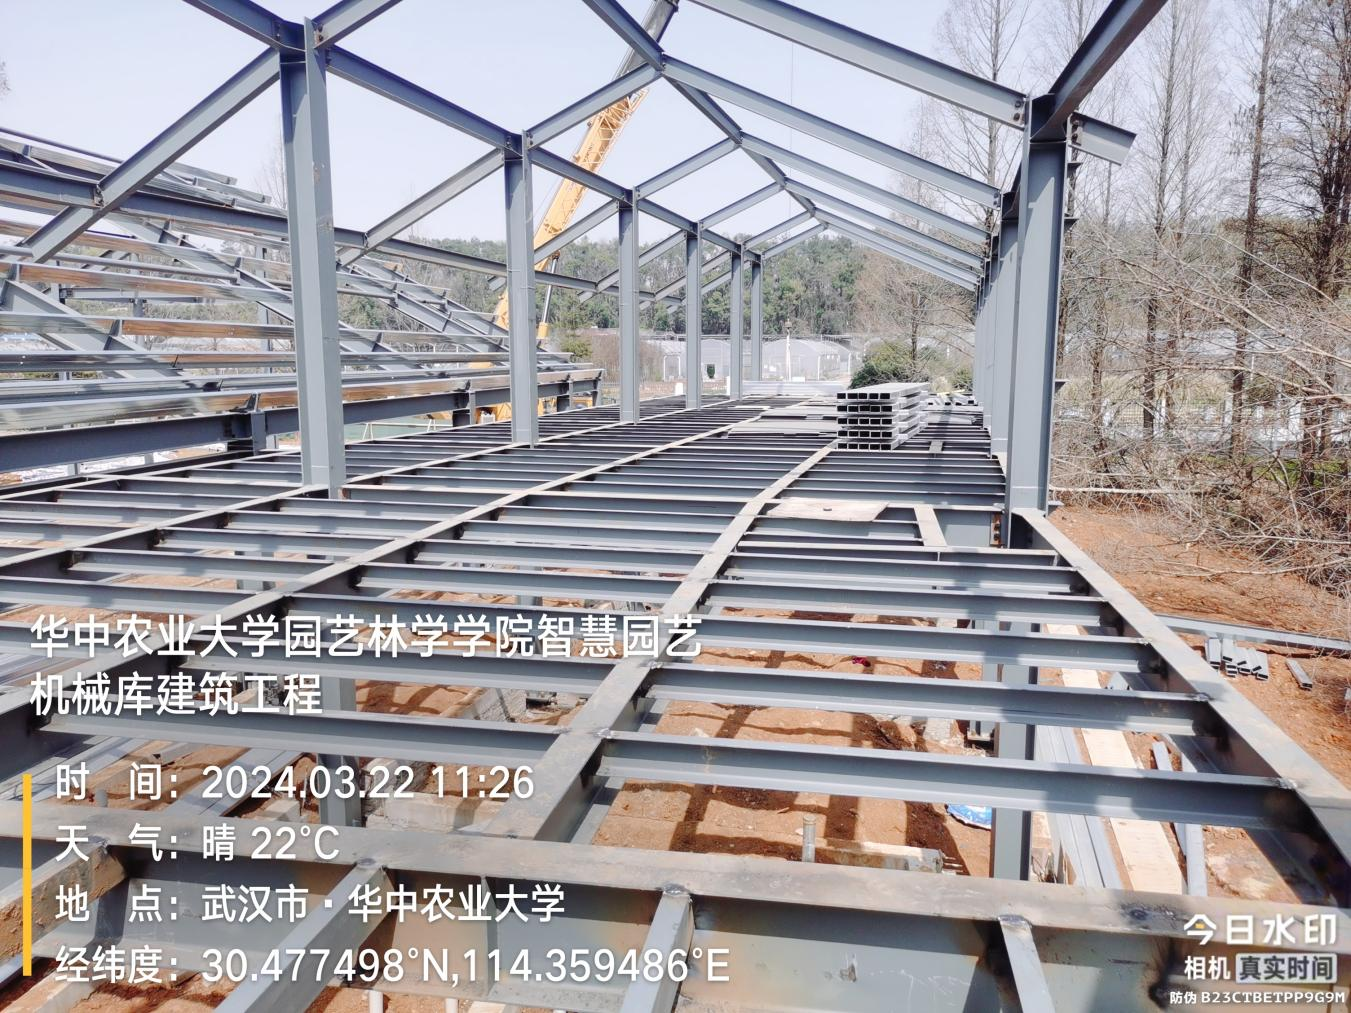 华中农业大学园艺林学学院智慧园艺
机械库建筑工程
时 间：2024.03.22 11:26
天 气：晴 22℃
地 点：武汉市·华中农业大学
经纬度：30.477498°N,114.359486°E
今日水印
相机 真实时间
防伪 B23CTBETPP9G9M